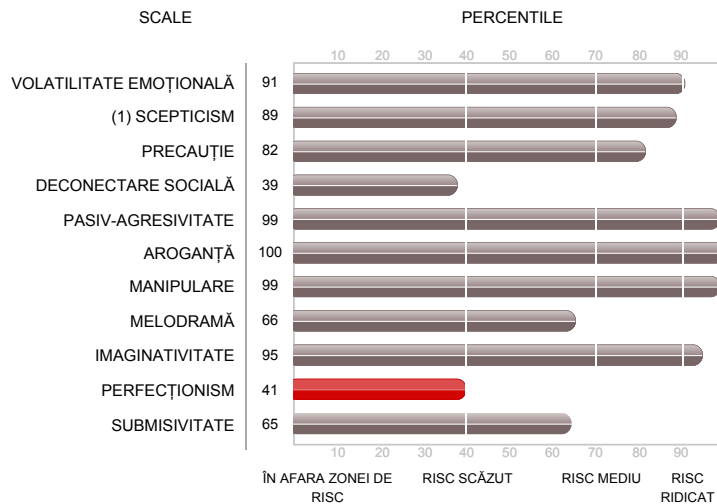 SCALE PERCENTILE
10 20 30 40 50 60 70 80 90
VOLATILITATE EMOȚIONALĂ 91
(1) SCEPTICISM 89
PRECAUȚIE 82
DECONECTARE SOCIALĂ 39
PASIV-AGRESIVITATE 99
AROGANȚĂ 100
MANIPULARE 99
MELODRAMĂ 66
IMAGINATIVITATE 95
PERFECȚIONISM 41
SUBMISIVITATE 65
10 20 30 40 50 60 70 80 90
ÎN AFARA ZONEI DE RISC SCĂZUT RISC MEDIU RISC
RISC RIDICAT